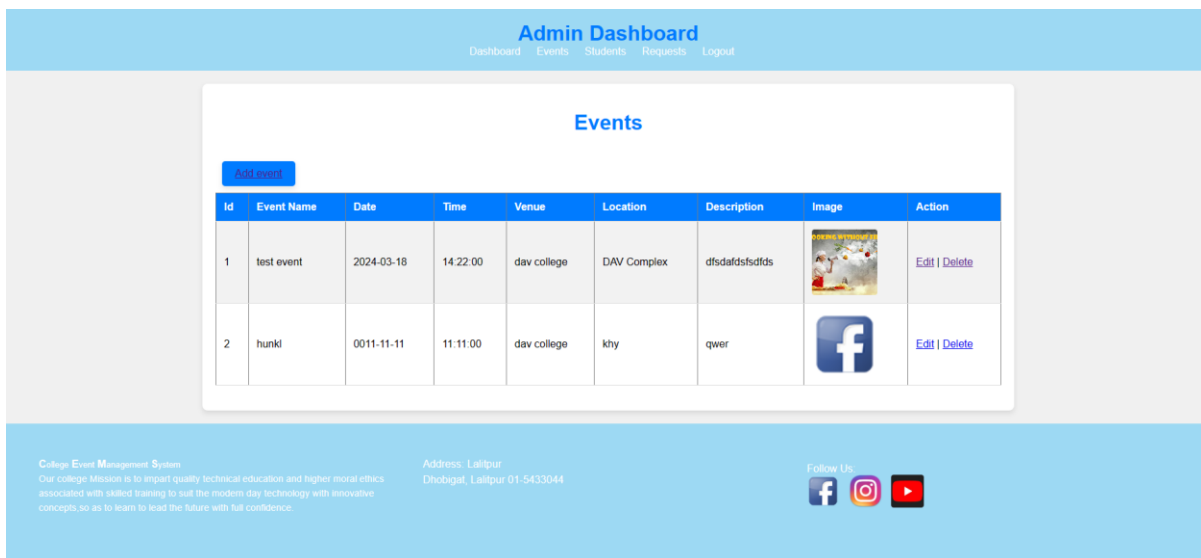 Admin Dashboard
Dashboard Events Students Requests Logout
Events
Add event
Id Event Name Date Time Venue Location Description Image Action
1 test event 2024-03-18 14:22:00 dav college DAV Complex dfsdafdsfsdfds Edit | Delete
2 hunkl 0011-11-11 11:11:00 dav college khy qwer Edit | Delete
College Event Management System
Our college Mission is to impart quality technical education and higher moral ethics
associated with skilled training to suit the modern day technology with innovative
concepts,so as to learn to lead the future with full confidence.
Address: Lalitpur
Dhobigat, Lalitpur 01-5433044
Follow Us: